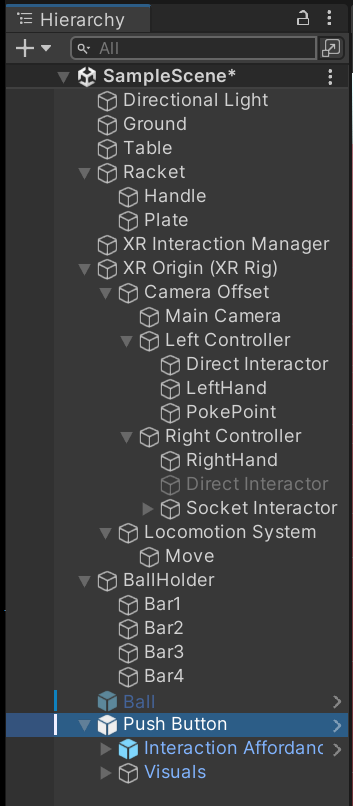 Hierarchy
All
SampleScene*
Directional Light
Ground
Table
Racket
Handle
Plate
XR Interaction Manager
XR Origin (XR Rig)
Camera Offset
Main Camera
Left Controller
Direct Interactor
LeftHand
PokePoint
Right Controller
RightHand
Direct Interactor
Socket Interactor
Locomotion System
Move
BallHolder
Bar1
Bar2
Bar3
Bar4
Ball
Push Button
Interaction Affordanc
Visuals